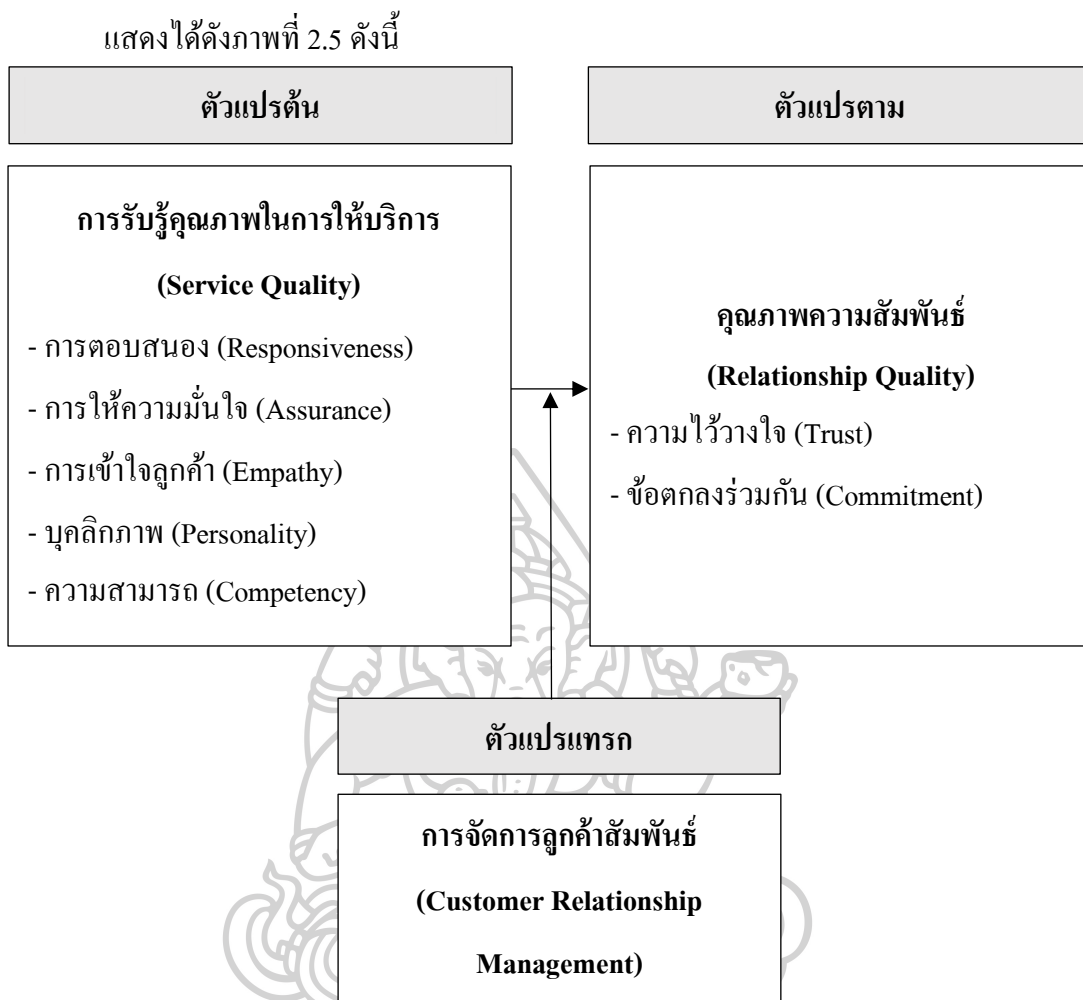 แสดงได้ดังภาพที่ 2.5 ดังนี้
ตัวแปรต้น
การรับรู้คุณภาพในการให้บริการ
(Service Quality)
- การตอบสนอง (Responsiveness)
- การให้ความมั่นใจ (Assurance)
- การเข้าใจลูกค้า (Empathy)
- บุคลิกภาพ (Personality)
- ความสามารถ (Competency)
ตัวแปรตาม
คุณภาพความสัมพันธ์
(Relationship Quality)
- ความไว้วางใจ (Trust)
- ข้อตกลงร่วมกัน (Commitment)
ตัวแปรแทรก
การจัดการลูกค้าสัมพันธ์
(Customer Relationship
Management)